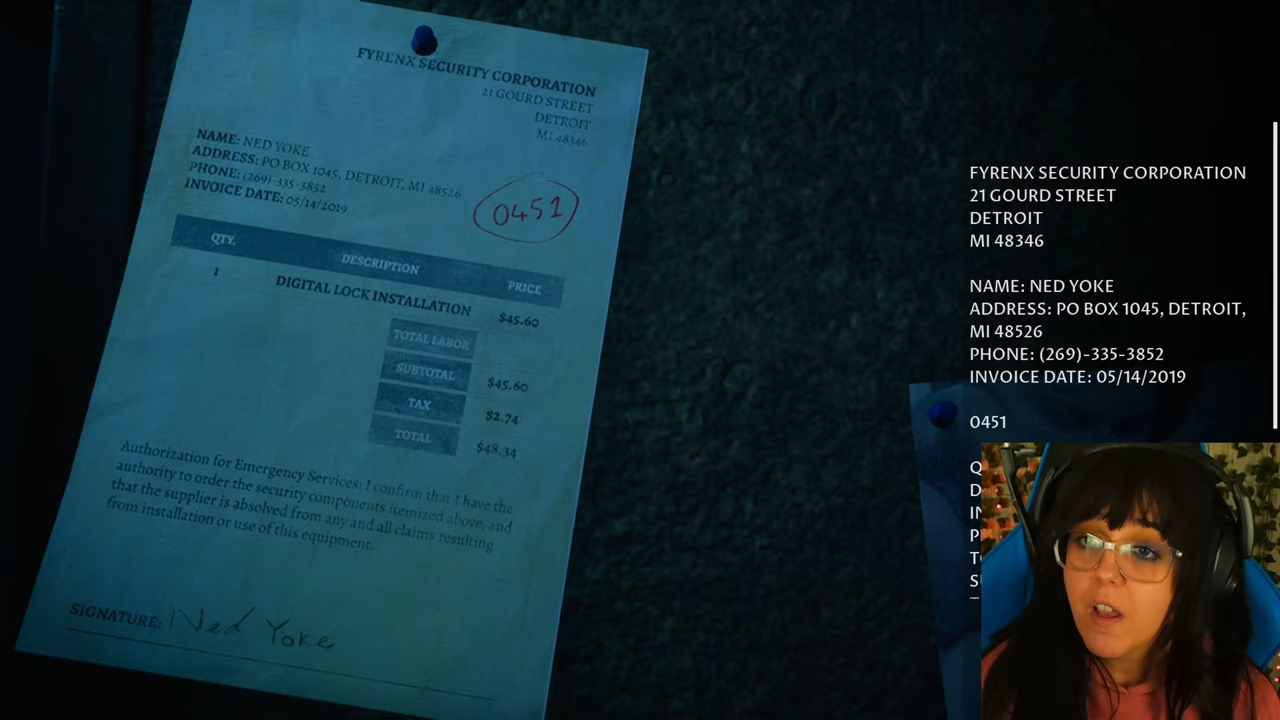 FYRENX SECURITY CORPORATION
21 GOURD STREET
DETROIT
MI 48346
NAME: NED YOKE
ADDRESS: PO BOX 1045, DETROIT, MI 48526
PHONE: (269)-335-3852
INVOICE DATE: 05/14/2019
0451
QTY. DESCRIPTION PRICE
1 DIGITAL LOCK INSTALLATION $45.60
TOTAL LABOR
SUBTOTAL $45.60
TAX $2.74
TOTAL $48.34
Authorization for Emergency Services: I confirm that I have the
authority to order the security components itemized above, and
that the supplier is absolved from any and all claims resulting
from installation or use of this equipment.
SIGNATURE: Ned Yoke
FYRENX SECURITY CORPORATION
21 GOURD STREET
DETROIT
MI 48346
NAME: NED YOKE
ADDRESS: PO BOX 1045, DETROIT,
MI 48526
PHONE: (269)-335-3852
INVOICE DATE: 05/14/2019
0451